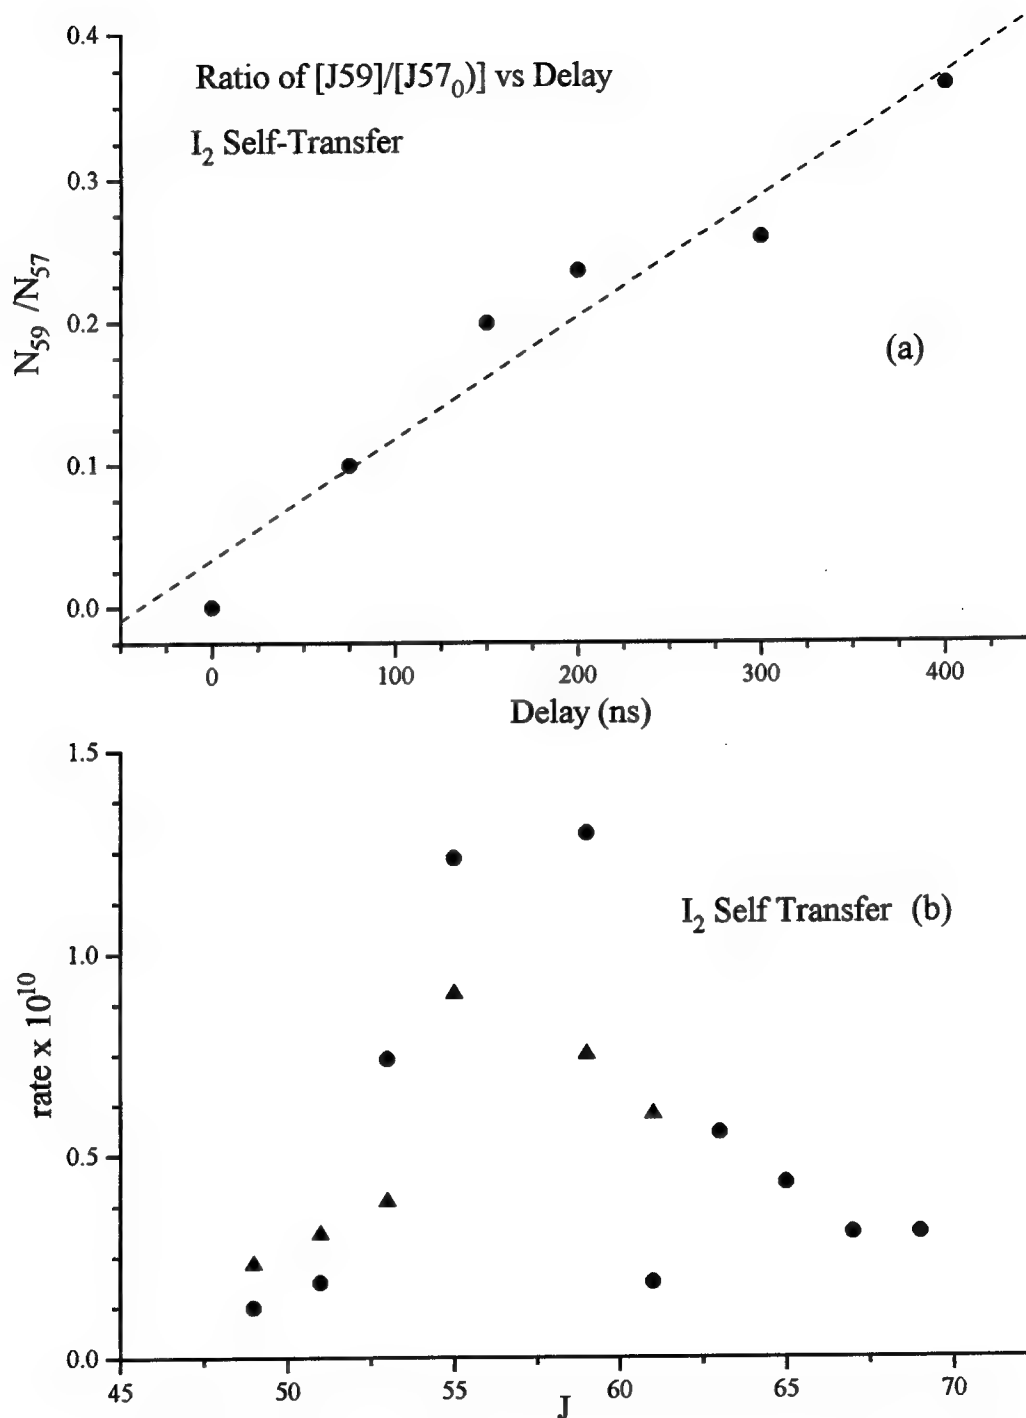 Ratio of [J59]/[J57₀)] vs Delay
I₂ Self-Transfer
(a)
N₅₉ /N₅₇
0.4
0.3
0.2
0.1
0.0
0 100 200 300 400
Delay (ns)
I₂ Self Transfer (b)
rate x 10¹⁰
1.5
1.0
0.5
0.0
45 50 55 60 65 70
J